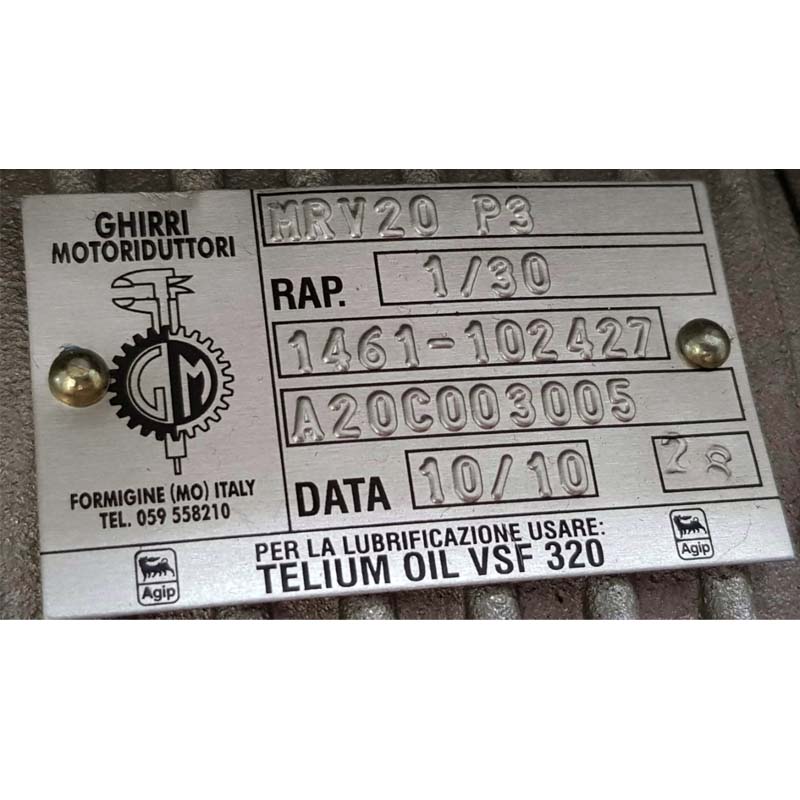 GHIRRI
MOTORIDUTTORI
GM
FORMIGINE (MO) ITALY
TEL. 059 558210
MRV20 P3
RAP. 1/30
1461-102427
A20C003005
DATA 10/10
PER LA LUBRIFICAZIONE USARE:
TELIUM OIL VSF 320
Agip
Agip